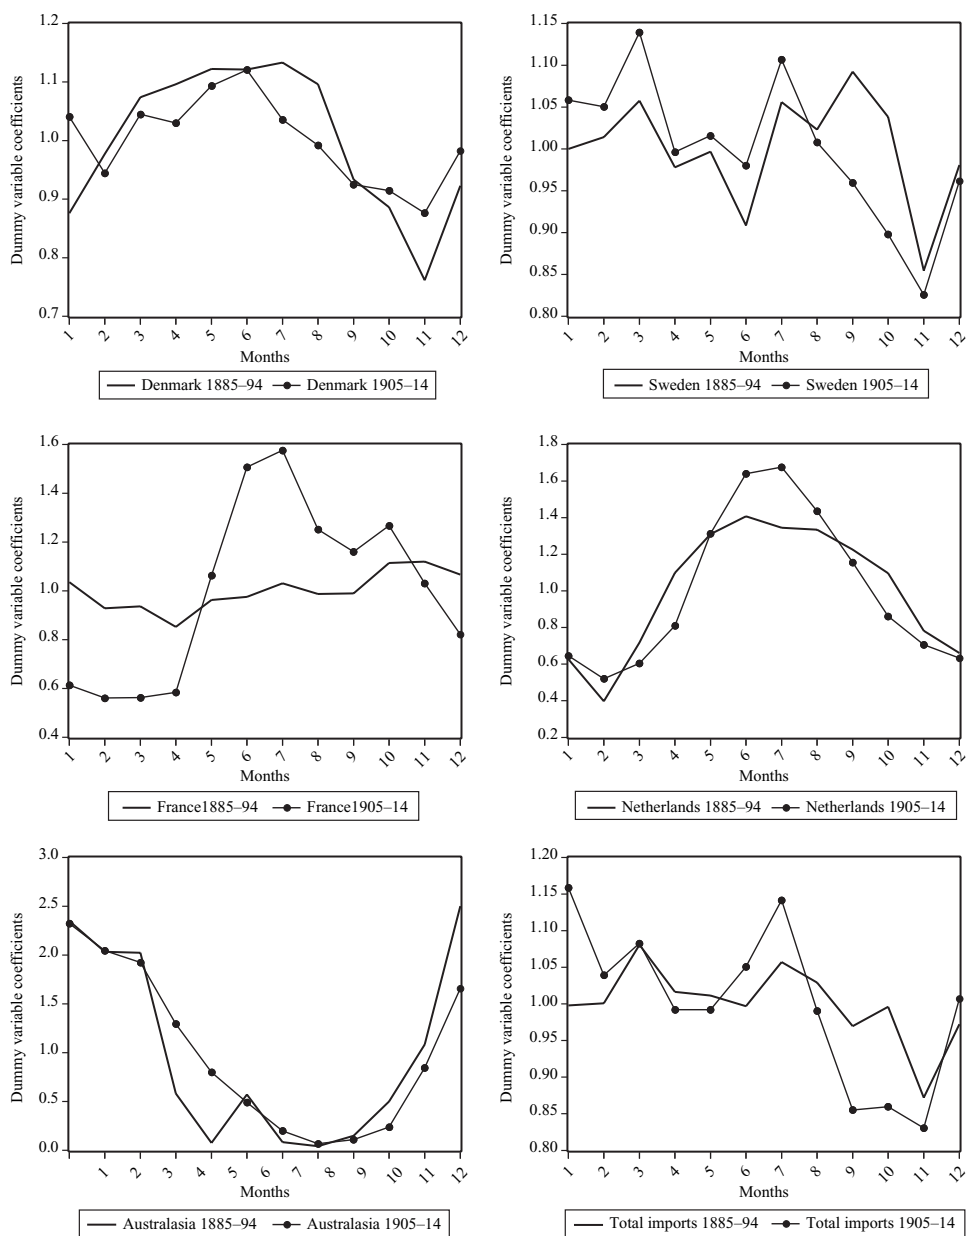 1.2
1.1
1.0
0.9
0.8
0.7
Dummy variable coefficients
1 2 3 4 5 6 7 8 9 10 11 12
Months
Denmark 1885–94 Denmark 1905–14
1.15
1.10
1.05
1.00
0.95
0.90
0.85
0.80
Dummy variable coefficients
1 2 3 4 5 6 7 8 9 10 11 12
Months
Sweden 1885–94 Sweden 1905–14
1.6
1.4
1.2
1.0
0.8
0.6
0.4
Dummy variable coefficients
1 2 3 4 5 6 7 8 9 10 11 12
Months
France1885–94 France1905–14
1.8
1.6
1.4
1.2
1.0
0.8
0.6
0.4
0.2
Dummy variable coefficients
1 2 3 4 5 6 7 8 9 10 11 12
Months
Netherlands 1885–94 Netherlands 1905–14
3.0
2.5
2.0
1.5
1.0
0.5
0.0
Dummy variable coefficients
1 2 3 4 5 6 7 8 9 10 11 12
Months
Australasia 1885–94 Australasia 1905–14
1.20
1.15
1.10
1.05
1.00
0.95
0.90
0.85
0.80
Dummy variable coefficients
1 2 3 4 5 6 7 8 9 10 11 12
Months
Total imports 1885–94 Total imports 1905–14